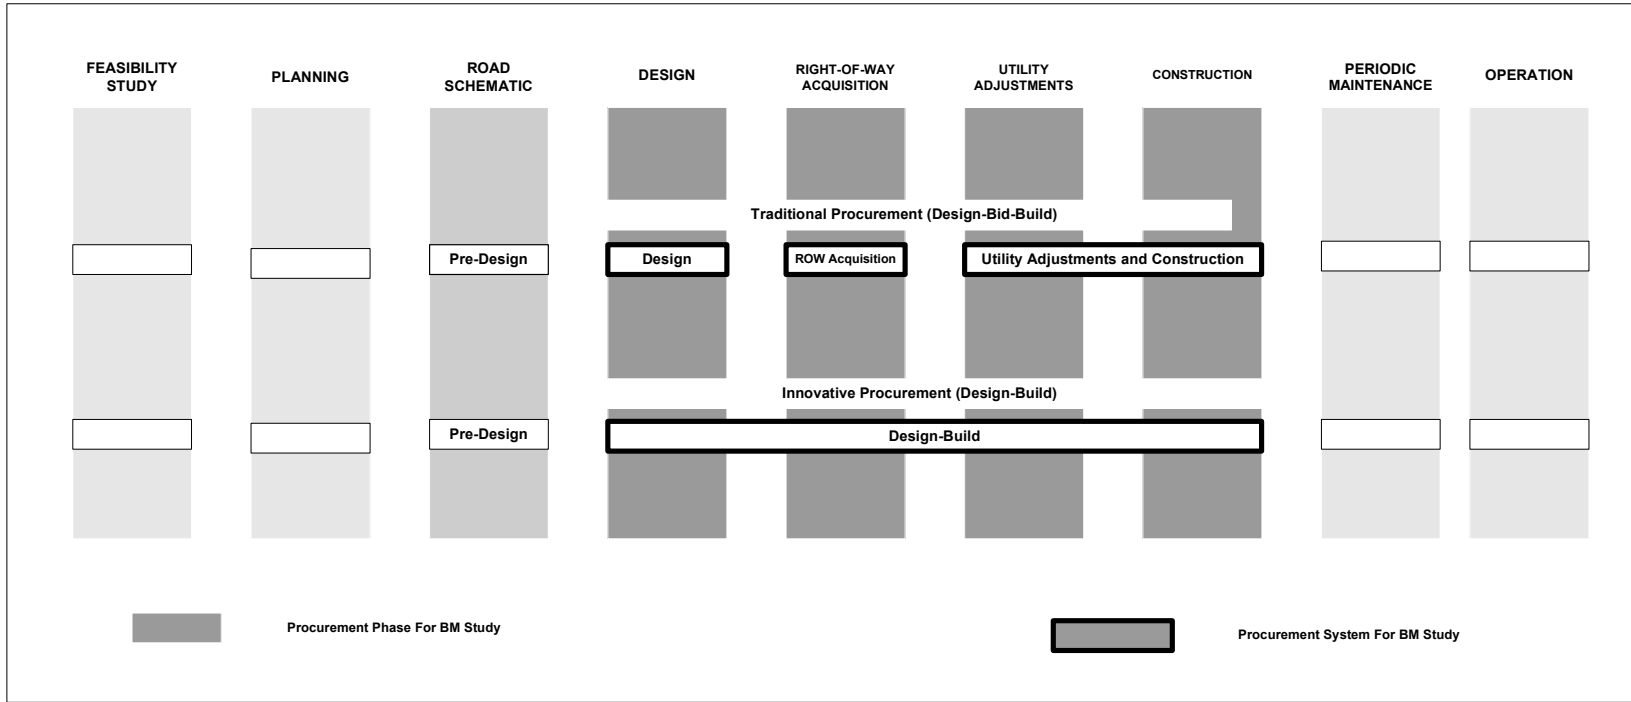 FEASIBILITY
STUDY
PLANNING
ROAD
SCHEMATIC
DESIGN
RIGHT-OF-WAY
ACQUISITION
UTILITY
ADJUSTMENTS
CONSTRUCTION
PERIODIC
MAINTENANCE
OPERATION
Traditional Procurement (Design-Bid-Build)
Pre-Design
Design
ROW Acquisition
Utility Adjustments and Construction
Innovative Procurement (Design-Build)
Pre-Design
Design-Build
Procurement Phase For BM Study
Procurement System For BM Study